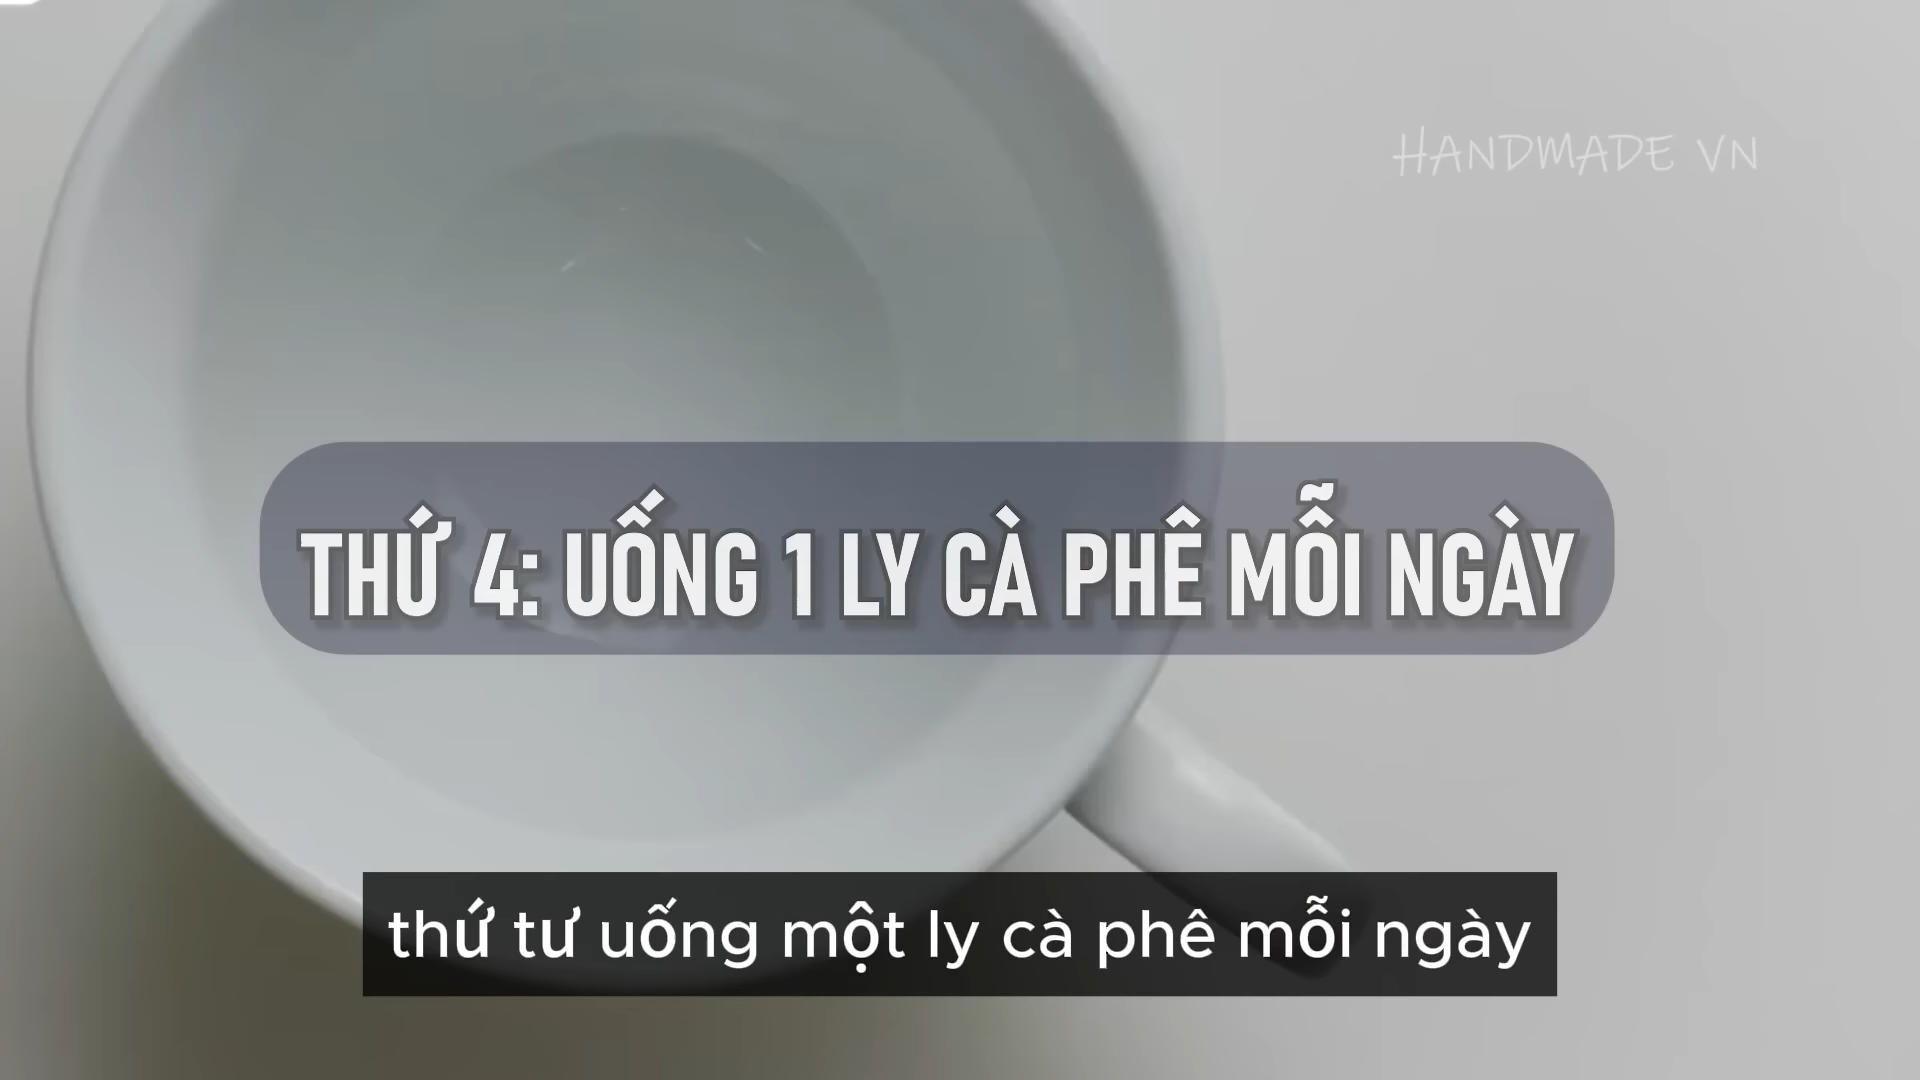 HANDMADE VN
THỨ 4: UỐNG 1 LY CÀ PHÊ MỖI NGÀY
thứ tư uống một ly cà phê mỗi ngày